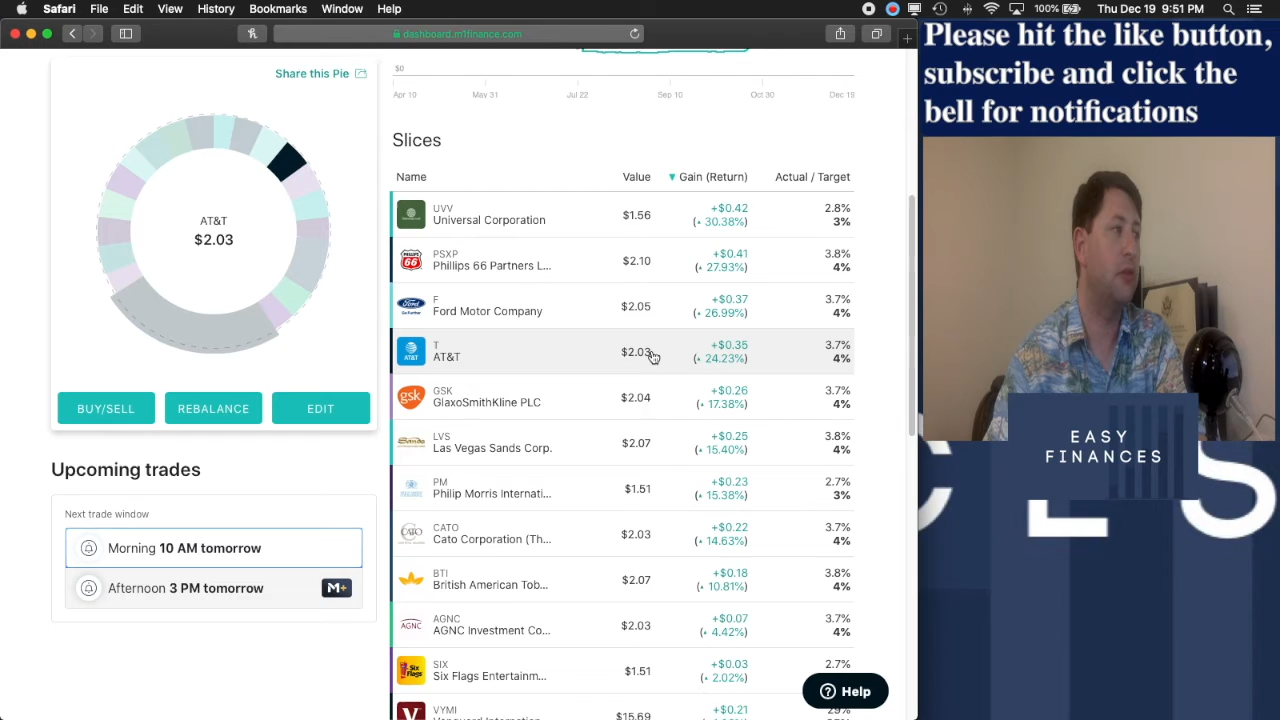 Safari File Edit View History Bookmarks Window Help 100% Thu Dec 19 9:51 PM
dashboard.m1finance.com
Please hit the like button,
subscribe and click the
bell for notifications
Share this Pie
$0
Apr 10 May 31 Jul 22 Sep 10 Oct 30 Dec 19
Slices
Name Value Gain (Return) Actual / Target
AT&T
$2.03
UVV
Universal Corporation
$1.56
+$0.42
(30.38%)
2.8%
3%
PSXP
Phillips 66 Partners L...
$2.10
+$0.41
(27.93%)
3.8%
4%
F
Ford Motor Company
$2.05
+$0.37
(26.99%)
3.7%
4%
T
AT&T
$2.03
+$0.35
(24.23%)
3.7%
4%
GSK
GlaxoSmithKline PLC
$2.04
+$0.26
(17.38%)
3.7%
4%
LVS
Las Vegas Sands Corp.
$2.07
+$0.25
(15.40%)
3.8%
4%
PM
Philip Morris Internati...
$1.51
+$0.23
(15.38%)
2.7%
3%
CATO
Cato Corporation (Th...
$2.03
+$0.22
(14.63%)
3.7%
4%
BTI
British American Tob...
$2.07
+$0.18
(10.81%)
3.8%
4%
AGNC
AGNC Investment Co...
$2.03
+$0.07
(4.42%)
3.7%
4%
SIX
Six Flags Entertainm...
$1.51
+$0.03
(2.02%)
2.7%
VYMI
$15.69
+$0.21
29%
BUY/SELL REBALANCE EDIT
Upcoming trades
Next trade window
Morning 10 AM tomorrow
Afternoon 3 PM tomorrow M+
Help
EASY
FINANCES